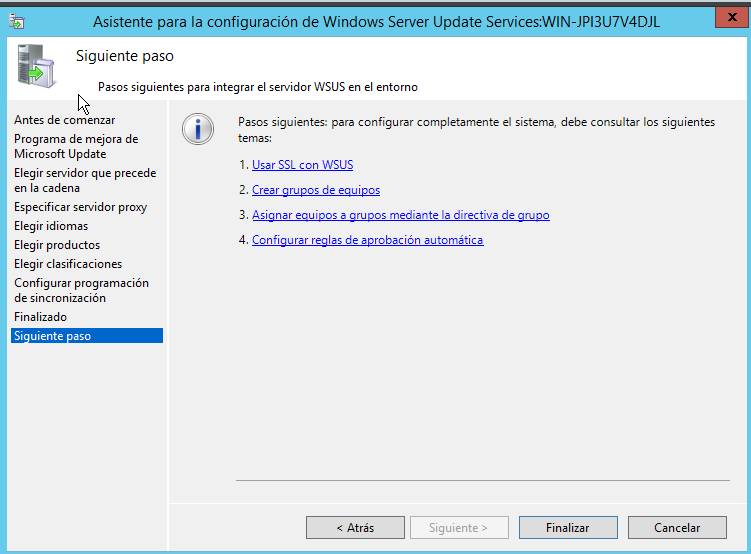 Asistente para la configuración de Windows Server Update Services:WIN-JPI3U7V4DJL
x
Siguiente paso
Pasos siguientes para integrar el servidor WSUS en el entorno
Antes de comenzar
Programa de mejora de
Microsoft Update
Elegir servidor que precede
en la cadena
Especificar servidor proxy
Elegir idiomas
Elegir productos
Elegir clasificaciones
Configurar programación
de sincronización
Finalizado
Siguiente paso
Pasos siguientes: para configurar completamente el sistema, debe consultar los siguientes
temas:
1. Usar SSL con WSUS
2. Crear grupos de equipos
3. Asignar equipos a grupos mediante la directiva de grupo
4. Configurar reglas de aprobación automática
< Atrás
Siguiente >
Finalizar
Cancelar